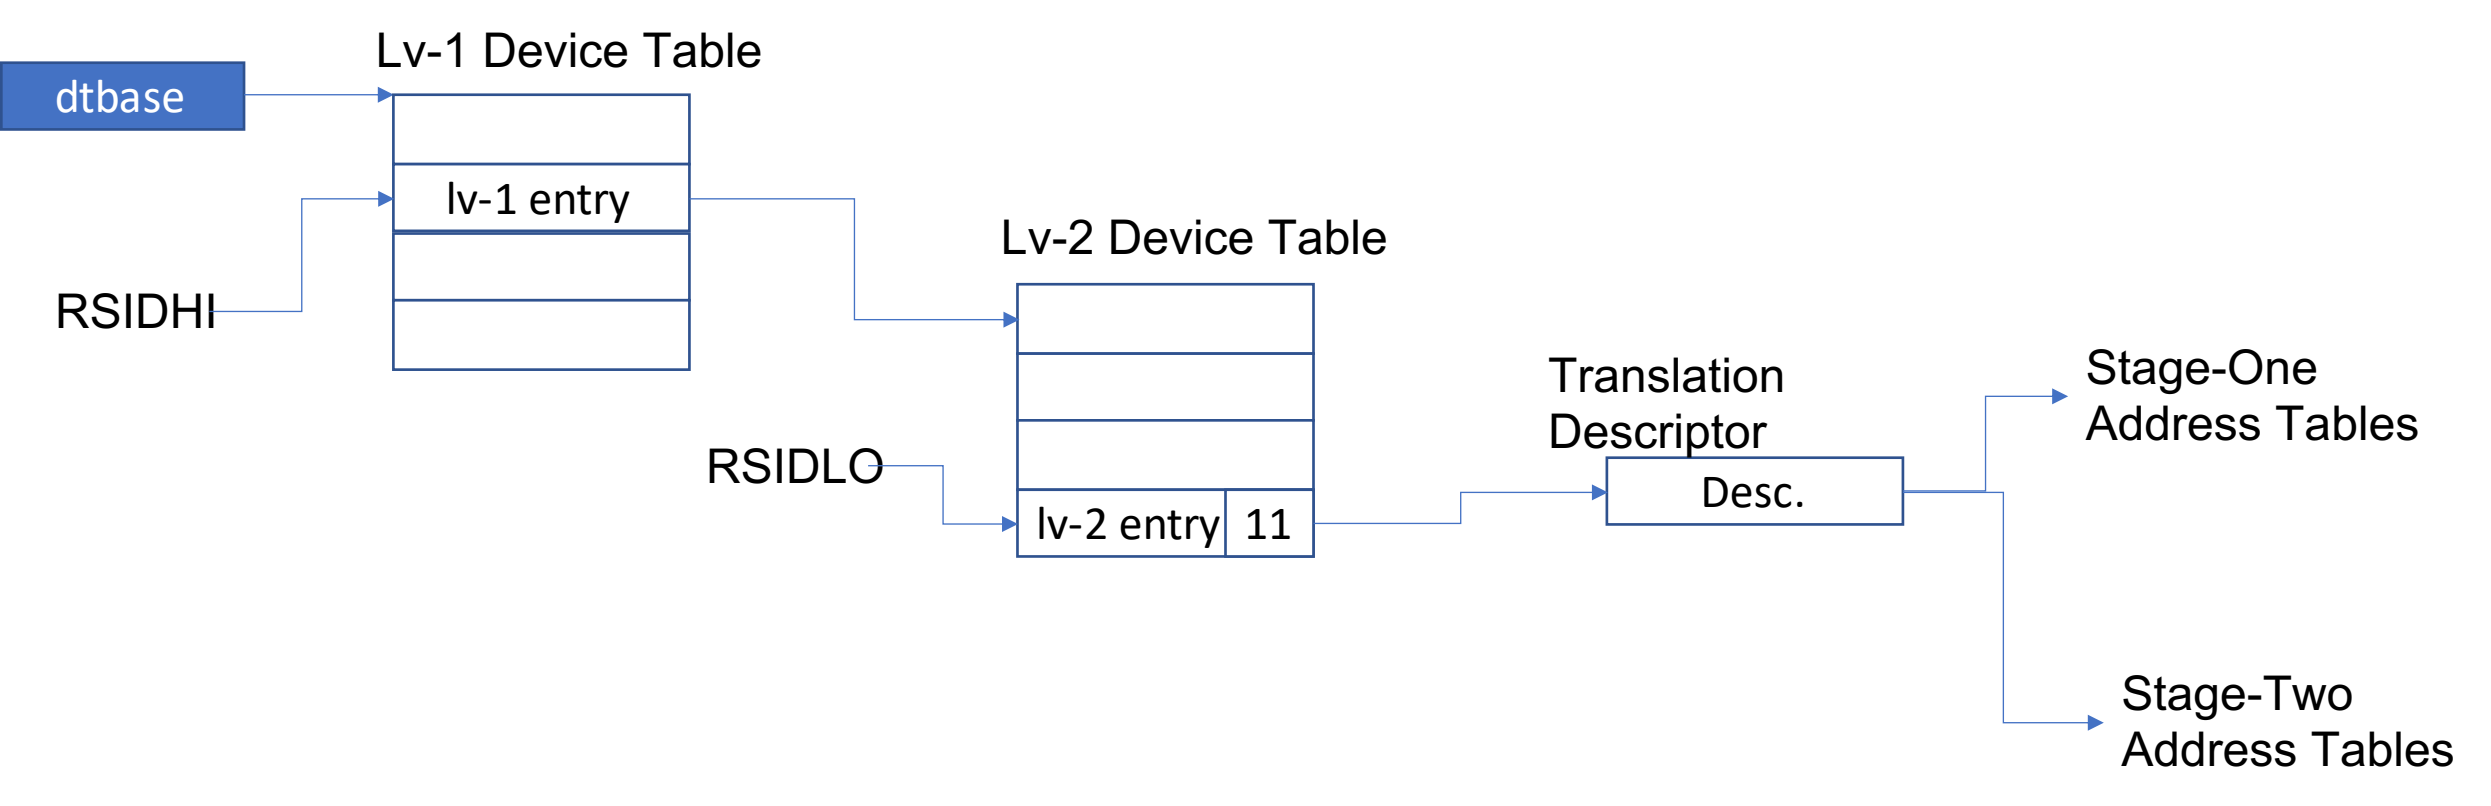 Lv-1 Device Table
dtbase
lv-1 entry
RSIDHI
Lv-2 Device Table
RSIDLO
lv-2 entry 11
Translation
Descriptor
Desc.
Stage-One
Address Tables
Stage-Two
Address Tables